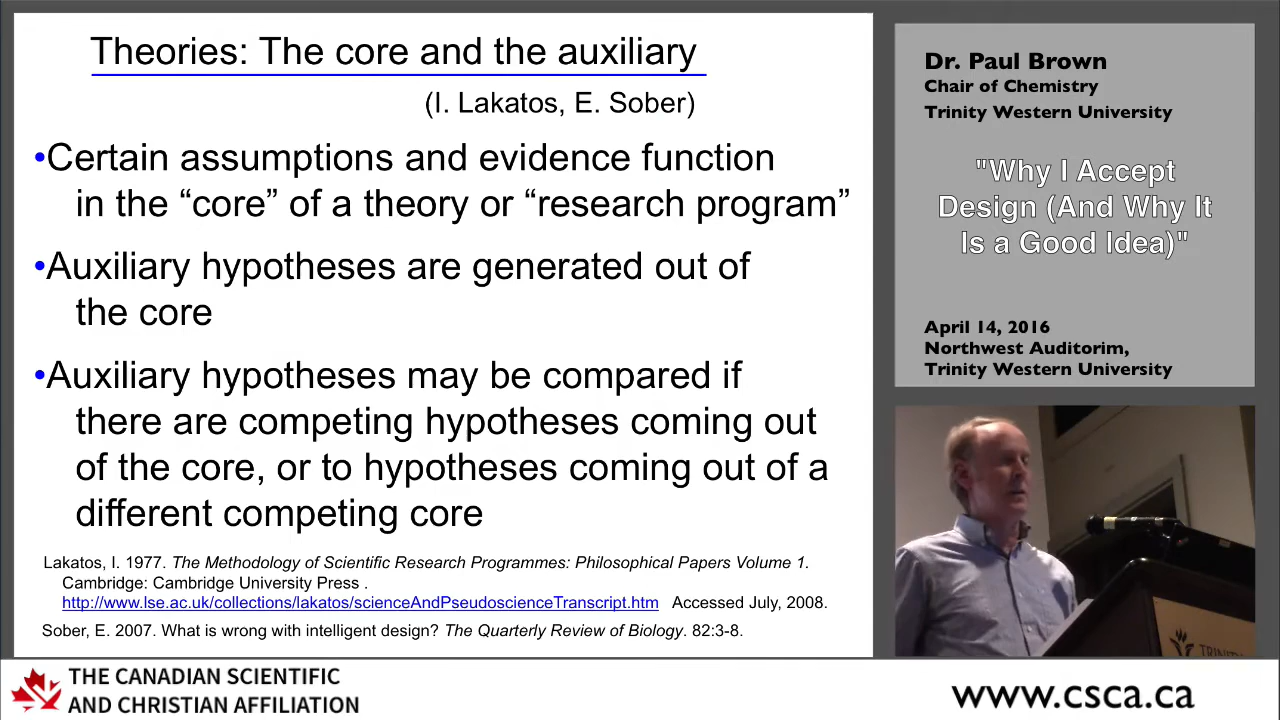 Theories: The core and the auxiliary
(I. Lakatos, E. Sober)
•Certain assumptions and evidence function
in the “core” of a theory or “research program”
•Auxiliary hypotheses are generated out of
the core
•Auxiliary hypotheses may be compared if
there are competing hypotheses coming out
of the core, or to hypotheses coming out of a
different competing core
Lakatos, I. 1977. The Methodology of Scientific Research Programmes: Philosophical Papers Volume 1.
Cambridge: Cambridge University Press .
http://www.lse.ac.uk/collections/lakatos/scienceAndPseudoscienceTranscript.htm Accessed July, 2008.
Sober, E. 2007. What is wrong with intelligent design? The Quarterly Review of Biology. 82:3-8.
Dr. Paul Brown
Chair of Chemistry
Trinity Western University
"Why I Accept
Design (And Why It
Is a Good Idea)"
April 14, 2016
Northwest Auditorim,
Trinity Western University
TRINITY
THE CANADIAN SCIENTIFIC
AND CHRISTIAN AFFILIATION
www.csca.ca